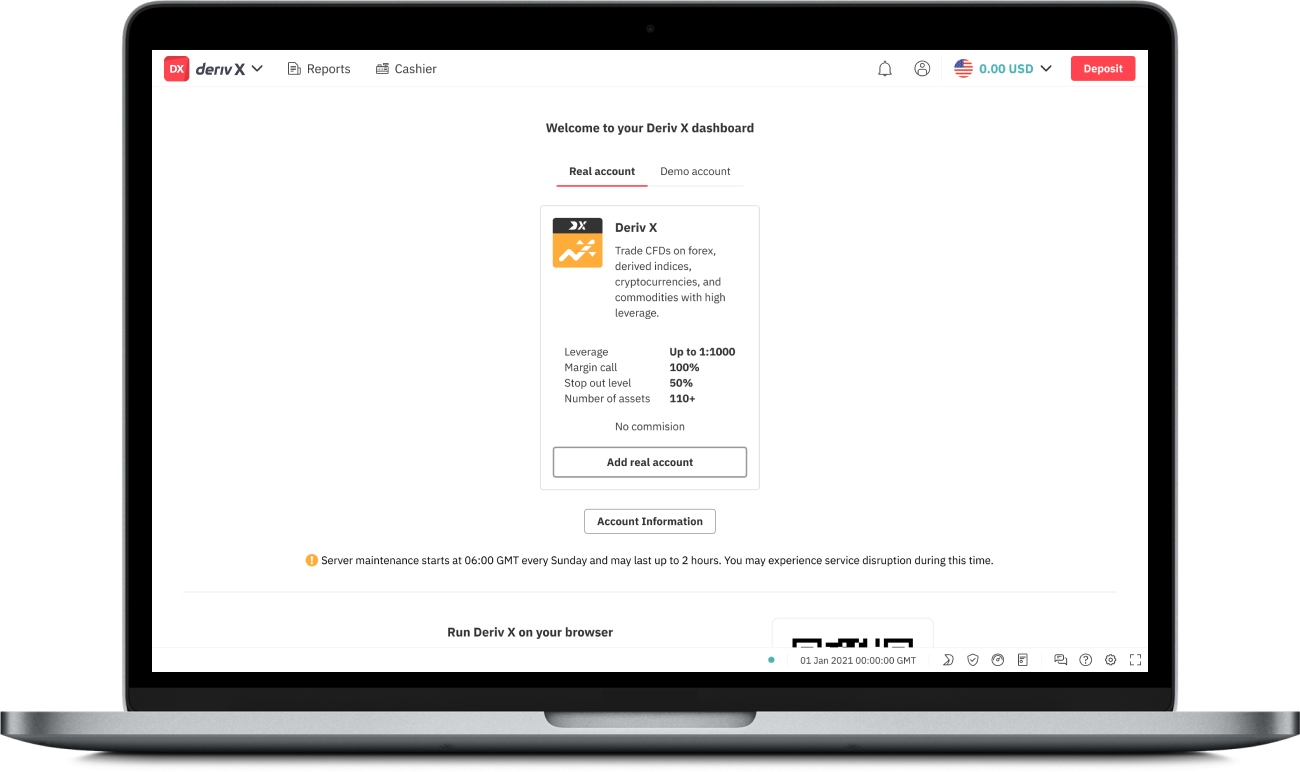 DX deriv X Reports Cashier 0.00 USD Deposit
Welcome to your Deriv X dashboard
Real account Demo account
DX
Deriv X
Trade CFDs on forex,
derived indices,
cryptocurrencies, and
commodities with high
leverage.
Leverage Up to 1:1000
Margin call 100%
Stop out level 50%
Number of assets 110+
No commision
Add real account
Account Information
! Server maintenance starts at 06:00 GMT every Sunday and may last up to 2 hours. You may experience service disruption during this time.
Run Deriv X on your browser
01 Jan 2021 00:00:00 GMT